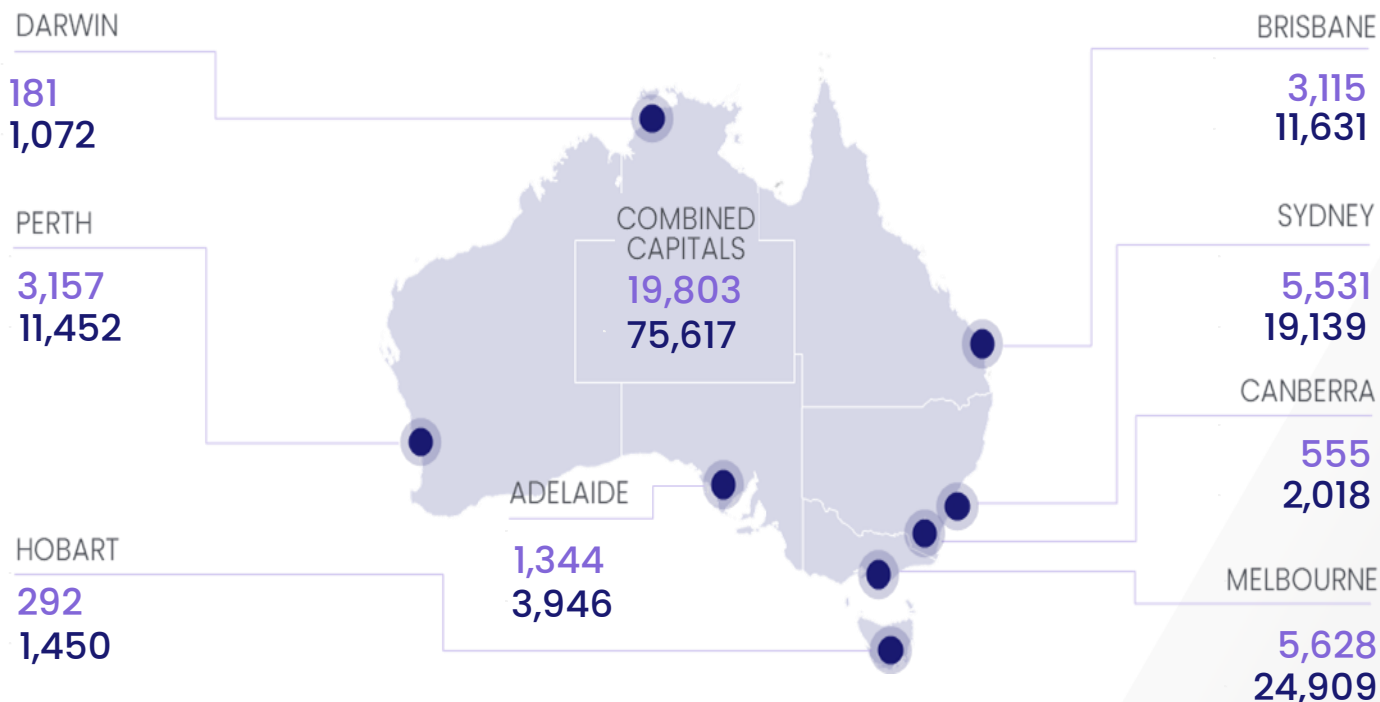 DARWIN
181
1,072
PERTH
3,157
11,452
HOBART
292
1,450
COMBINED
CAPITALS
19,803
75,617
ADELAIDE
1,344
3,946
BRISBANE
3,115
11,631
SYDNEY
5,531
19,139
CANBERRA
555
2,018
MELBOURNE
5,628
24,909